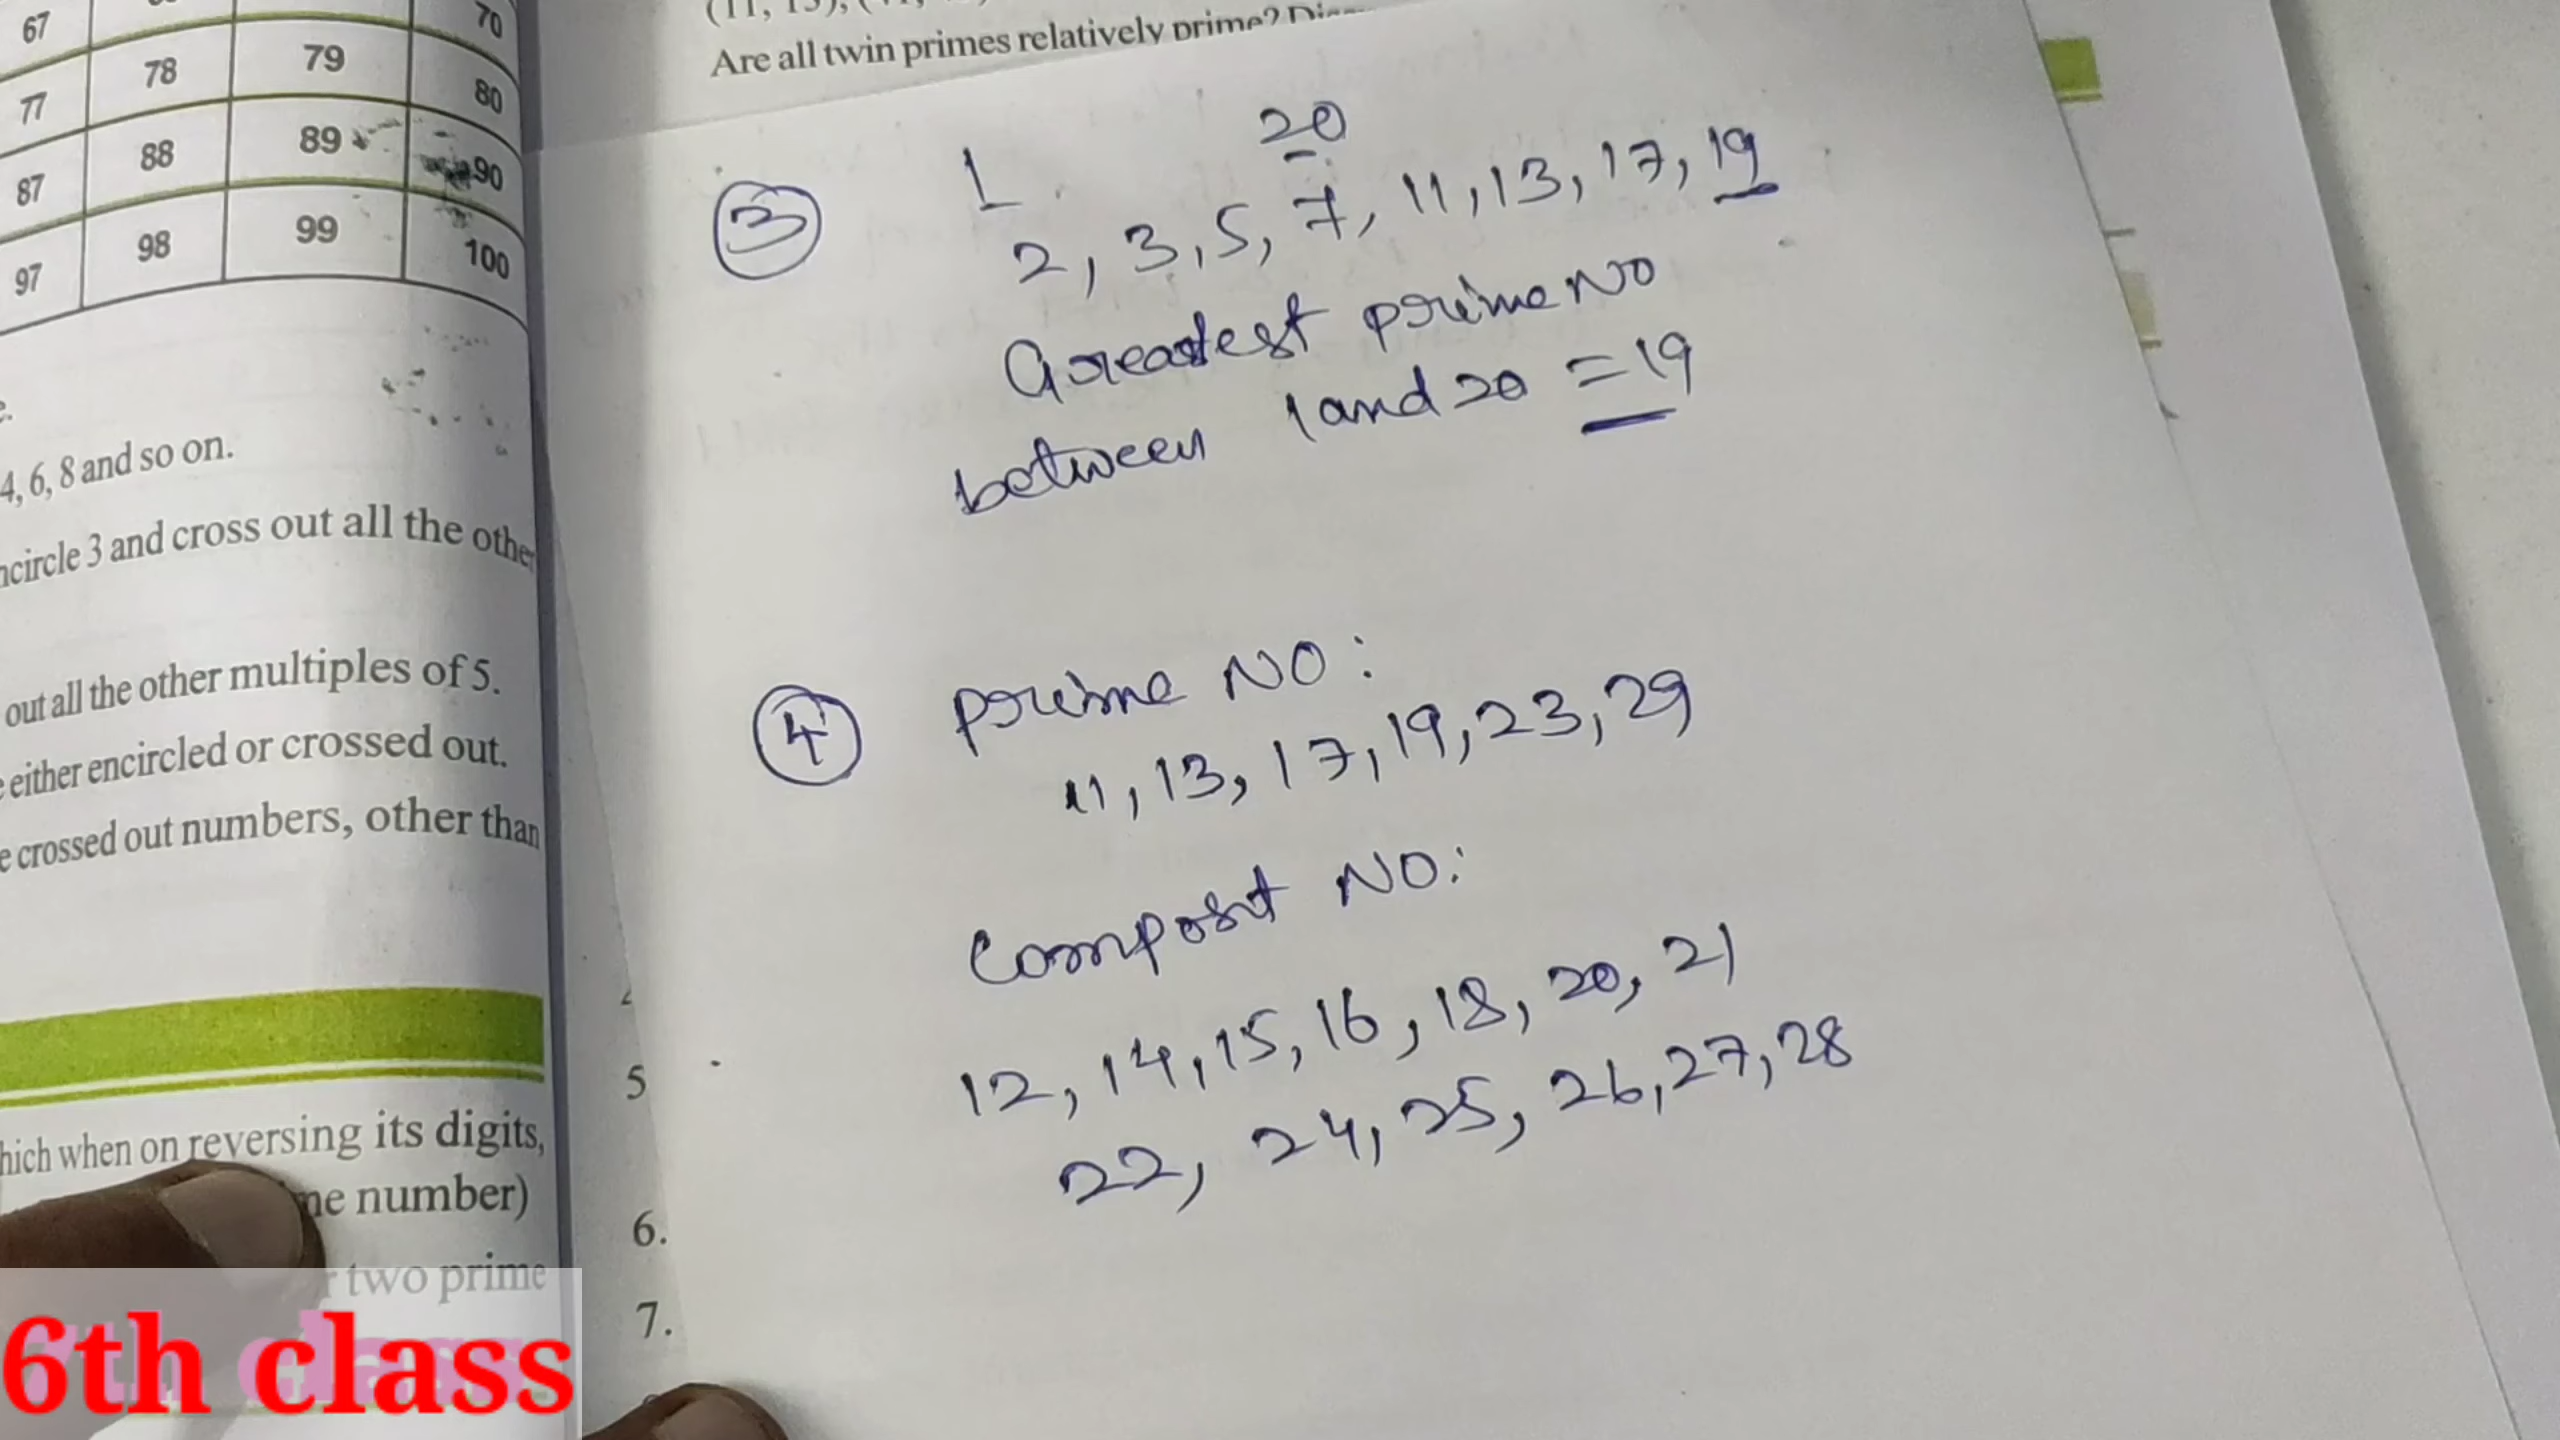 67 70
77 78 79 80
87 88 89 90
97 98 99 100
4, 6, 8 and so on.
ncircle 3 and cross out all the other
out all the other multiples of 5.
either encircled or crossed out.
e crossed out numbers, other than
hich when on reversing its digits,
me number)
two prime
6th class
Are all twin primes relatively prime?
3
1 20
2, 3, 5, 7, 11, 13, 17, 19
Greatest prime No
between 1 and 20 = 19
4
prime NO:
11, 13, 17, 19, 23, 29
Composit NO:
12, 14, 15, 16, 18, 20, 21
22, 24, 25, 26, 27, 28
5
6.
7.